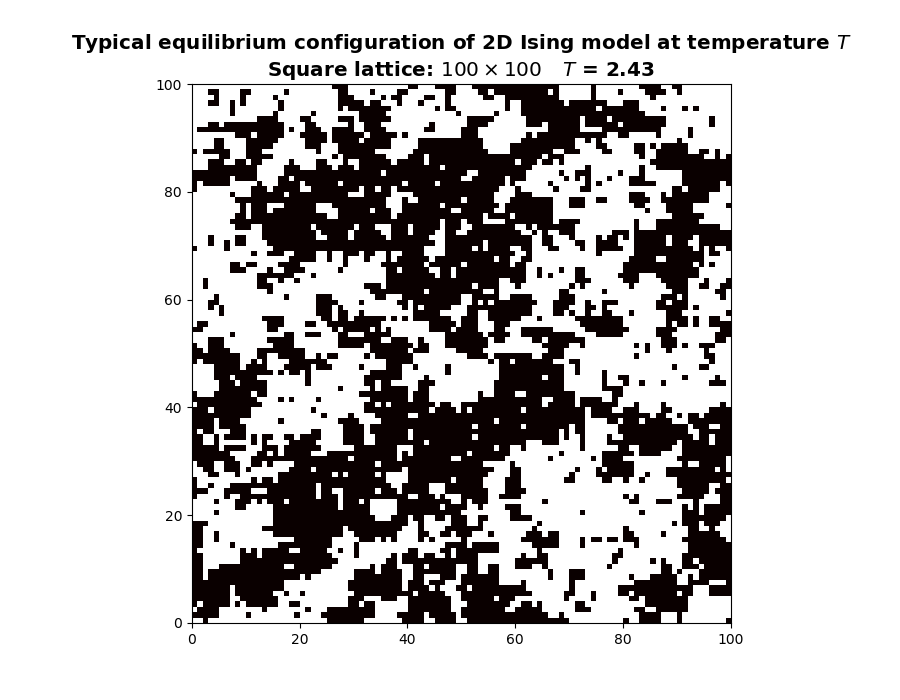 Typical equilibrium configuration of 2D Ising model at temperature T
Square lattice: 100 × 100 T = 2.43
100
80
60
40
20
0
0 20 40 60 80 100